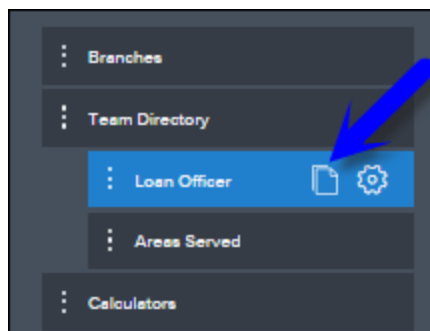 Branches
Team Directory
Loan Officer
Areas Served
Calculators